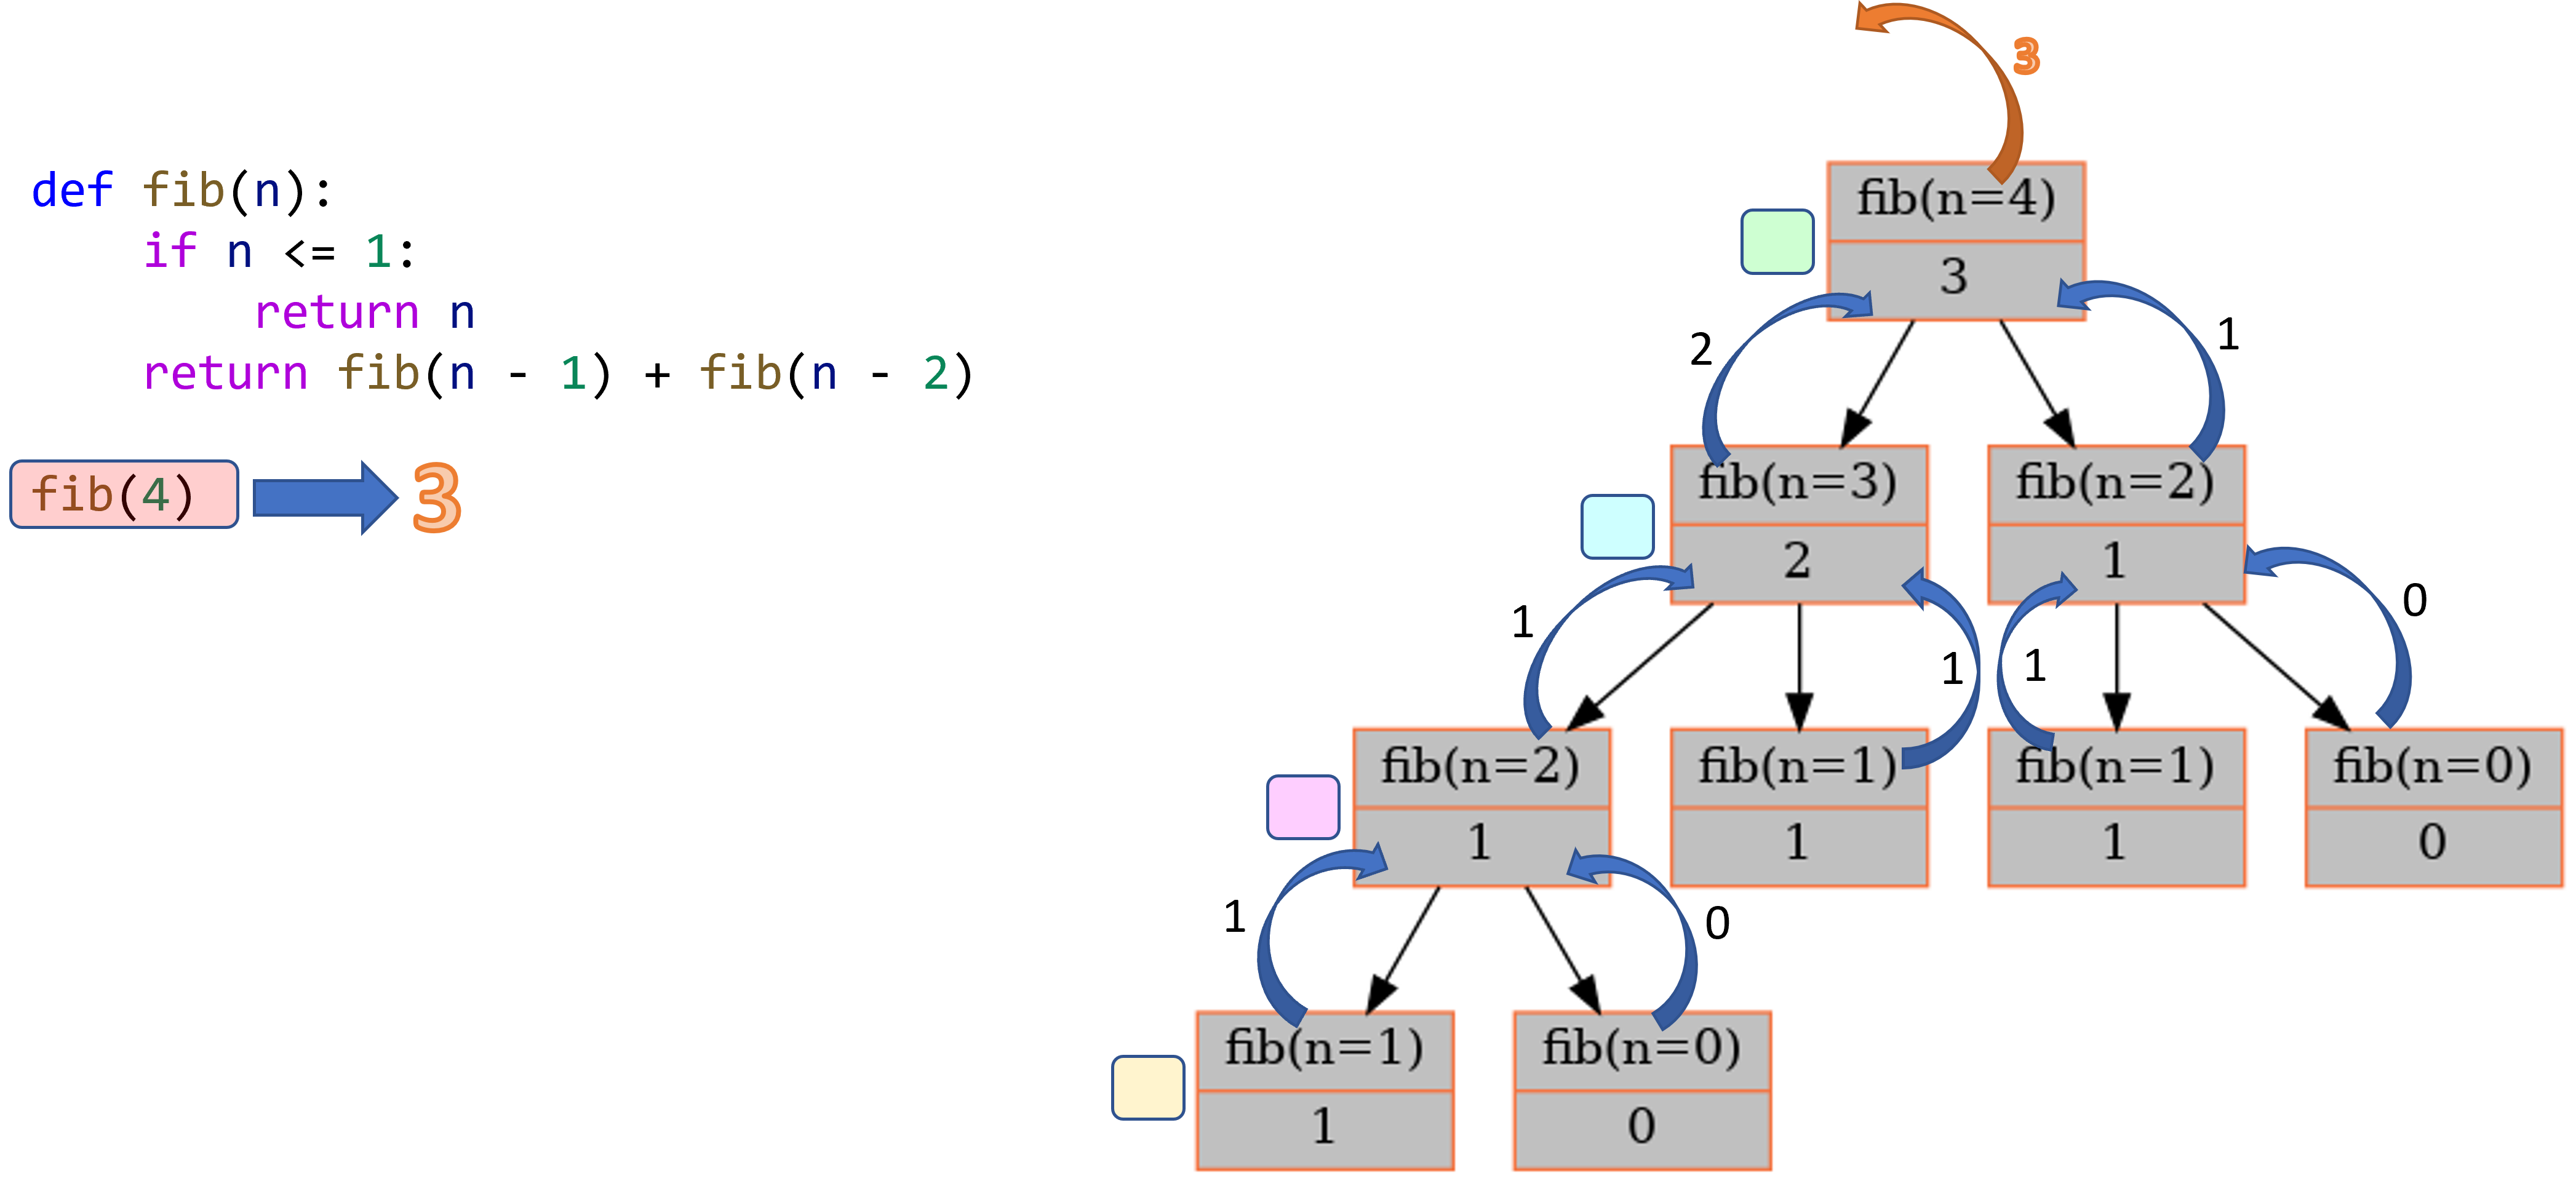 def fib(n):
    if n <= 1:
        return n
    return fib(n - 1) + fib(n - 2)
fib(4) 3
3
fib(n=4)
3
2 1
fib(n=3) fib(n=2)
2 1
1 1 1 0
fib(n=2) fib(n=1) fib(n=1) fib(n=0)
1 1 1 0
1 0
fib(n=1) fib(n=0)
1 0